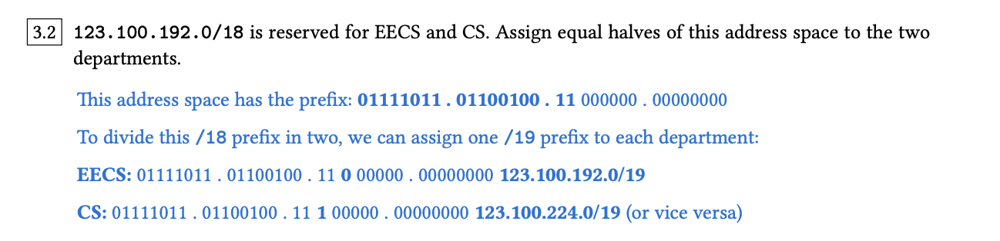 3.2 123.100.192.0/18 is reserved for EECS and CS. Assign equal halves of this address space to the two
departments.
This address space has the prefix: 01111011 . 01100100 . 11 000000 . 00000000
To divide this /18 prefix in two, we can assign one /19 prefix to each department:
EECS: 01111011 . 01100100 . 11 0 00000 . 00000000 123.100.192.0/19
CS: 01111011 . 01100100 . 11 1 00000 . 00000000 123.100.224.0/19 (or vice versa)